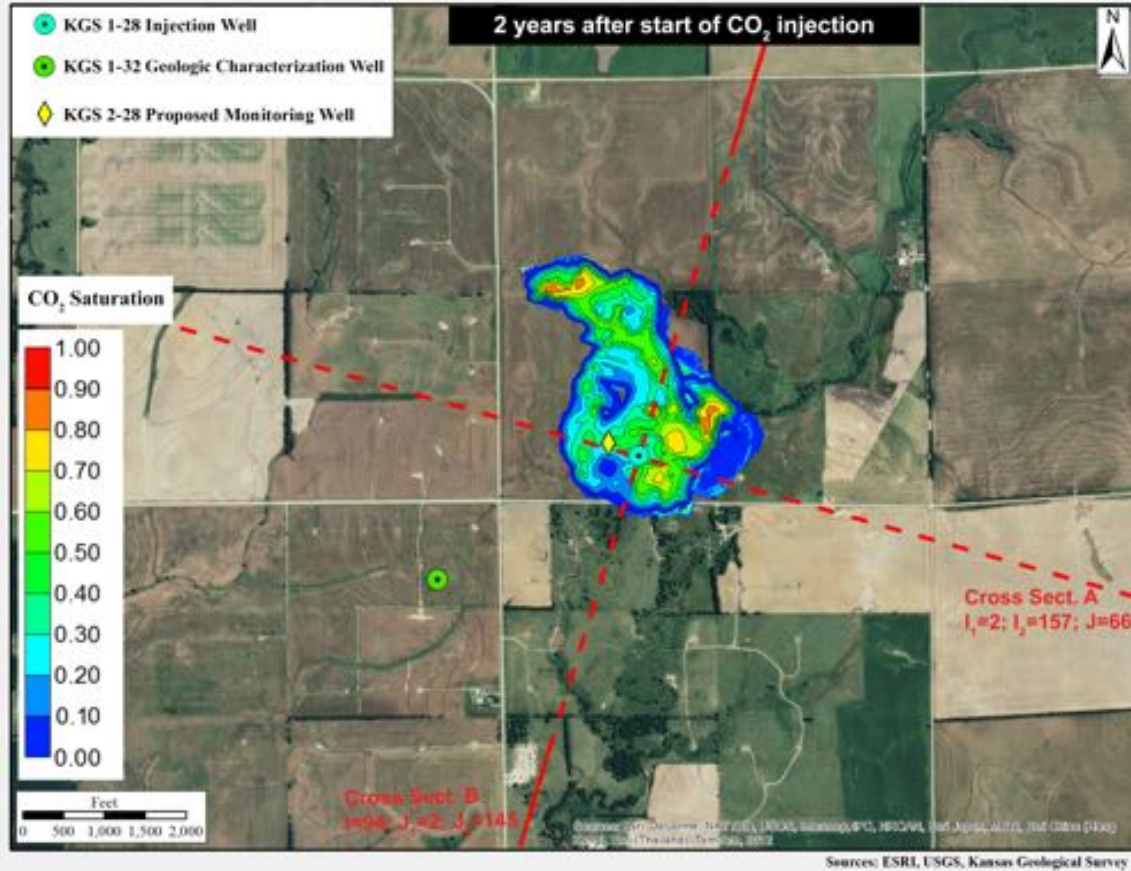 KGS 1-28 Injection Well
2 years after start of CO₂ injection
N
KGS 1-32 Geologic Characterization Well
KGS 2-28 Proposed Monitoring Well
CO₂ Saturation
1.00
0.90
0.80
0.70
0.60
0.50
0.40
0.30
0.20
0.10
0.00
Cross Sect. A
I₁=2; I₂=157; J=66
Feet
0 500 1,000 1,500 2,000
Cross Sect. B
Sources: ESRI, USGS, Kansas Geological Survey